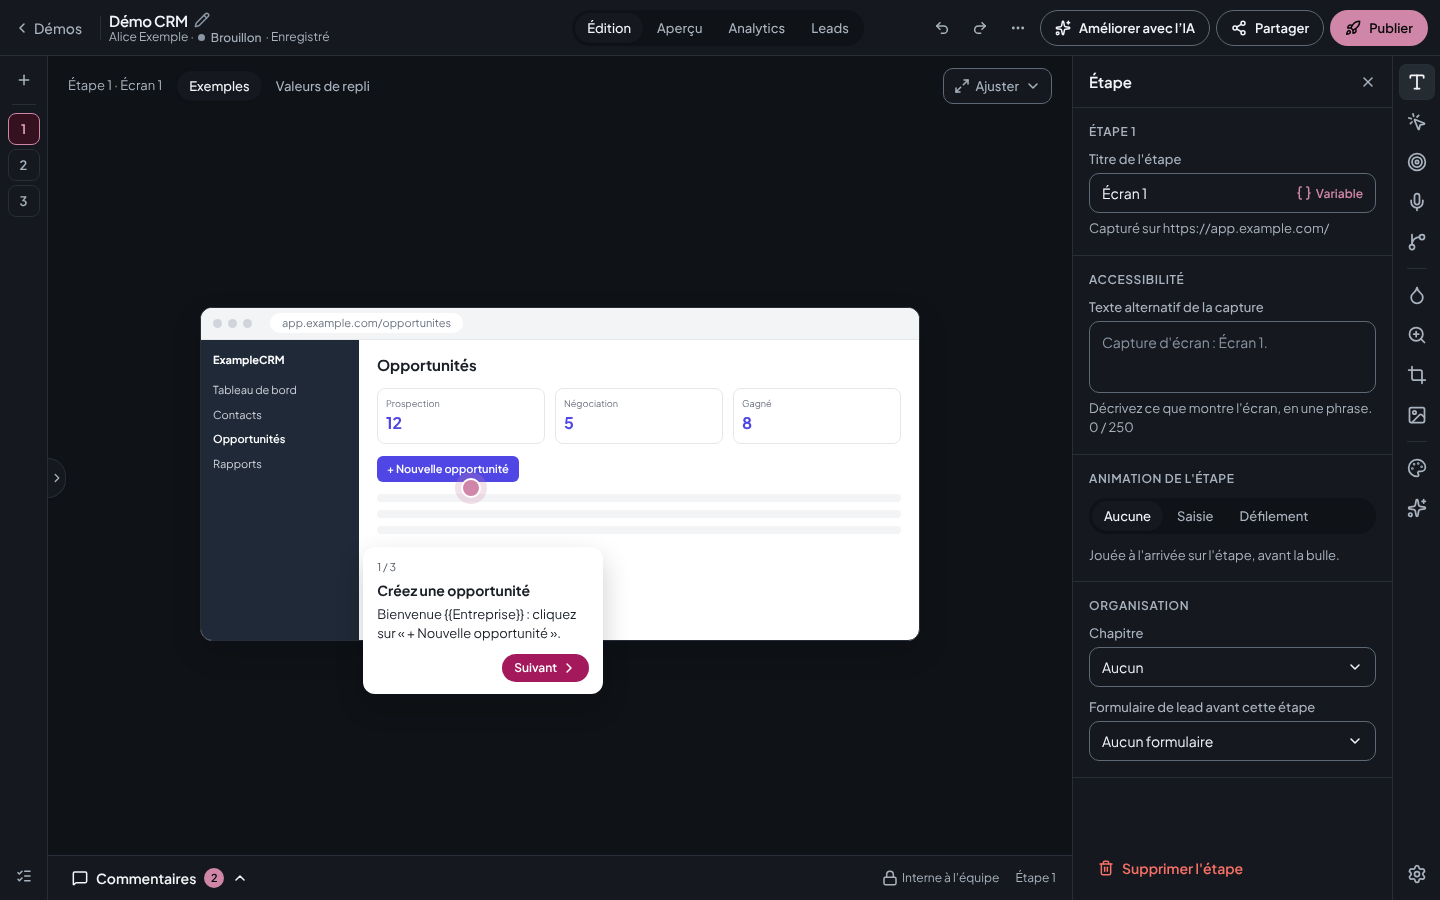 Démos
Démo CRM
Alice Exemple · Brouillon · Enregistré
Édition
Aperçu
Analytics
Leads
Améliorer avec l'IA
Partager
Publier
1
2
3
Étape 1 · Écran 1
Exemples
Valeurs de repli
Ajuster
app.example.com/opportunites
ExampleCRM
Tableau de bord
Contacts
Opportunités
Rapports
Opportunités
Prospection
12
Négociation
5
Gagné
8
+ Nouvelle opportunité
1 / 3
Créez une opportunité
Bienvenue {{Entreprise}} : cliquez
sur « + Nouvelle opportunité ».
Suivant
Commentaires 2
Interne à l'équipe
Étape 1
Étape
ÉTAPE 1
Titre de l'étape
Écran 1
{ } Variable
Capturé sur https://app.example.com/
ACCESSIBILITÉ
Texte alternatif de la capture
Capture d'écran : Écran 1.
Décrivez ce que montre l'écran, en une phrase.
0 / 250
ANIMATION DE L'ÉTAPE
Aucune
Saisie
Défilement
Jouée à l'arrivée sur l'étape, avant la bulle.
ORGANISATION
Chapitre
Aucun
Formulaire de lead avant cette étape
Aucun formulaire
Supprimer l'étape